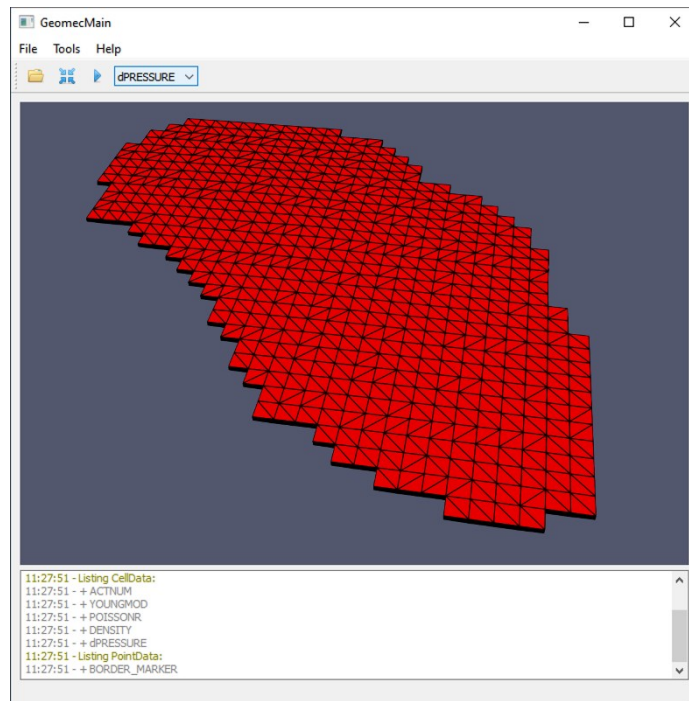 GeomecMain
File Tools Help
dPRESSURE
11:27:51 - Listing CellData:
11:27:51 - + ACTNUM
11:27:51 - + YOUNGMOD
11:27:51 - + POISSONR
11:27:51 - + DENSITY
11:27:51 - + dPRESSURE
11:27:51 - Listing PointData:
11:27:51 - + BORDER_MARKER